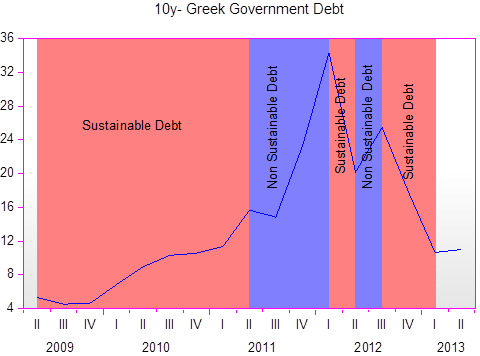 10y- Greek Government Debt
36
32
28
24
20
16
12
8
4
Sustainable Debt
Non Sustainable Debt
Sustainable Debt
Non Sustainable Debt
Sustainable Debt
II III IV I II III IV I II III IV I II III IV I II
2009 2010 2011 2012 2013